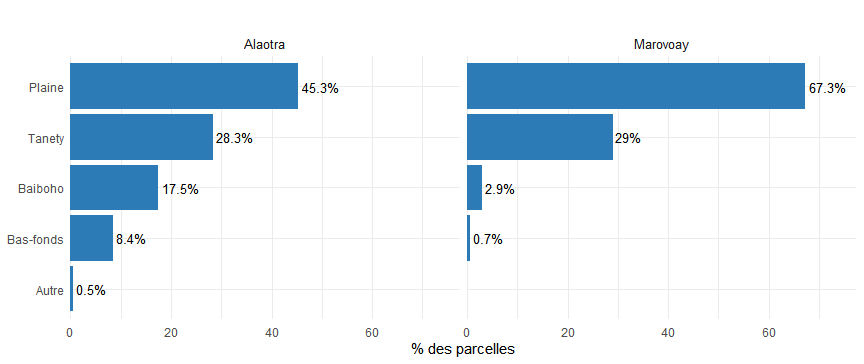 Alaotra Marovoay
Plaine 45.3% 67.3%
Tanety 28.3% 29%
Baiboho 17.5% 2.9%
Bas-fonds 8.4% 0.7%
Autre 0.5%
0 20 40 60 0 20 40 60
% des parcelles